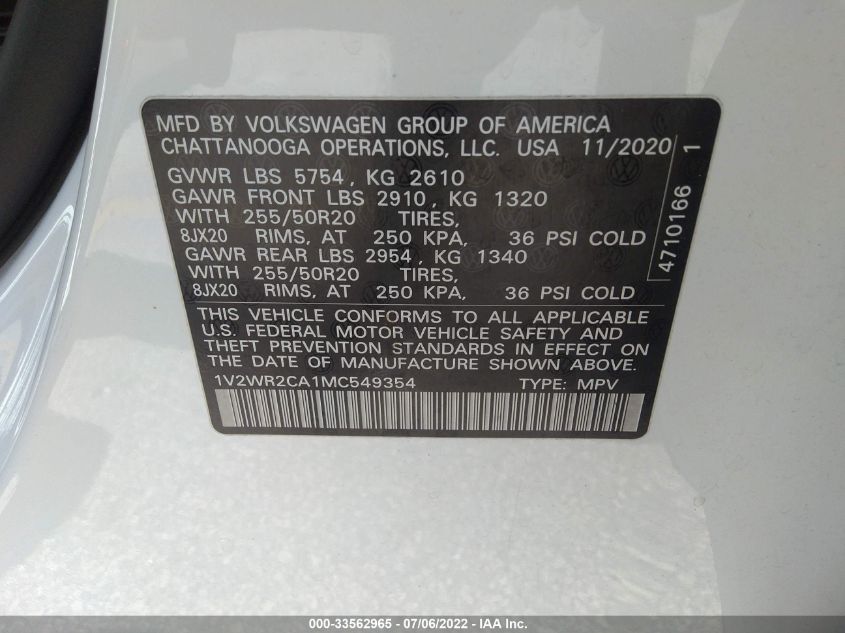 MFD BY VOLKSWAGEN GROUP OF AMERICA
CHATTANOOGA OPERATIONS, LLC. USA 11/2020
GVWR LBS 5754, KG 2610
GAWR FRONT LBS 2910, KG 1320
WITH 255/50R20 TIRES,
8JX20 RIMS, AT 250 KPA, 36 PSI COLD
GAWR REAR LBS 2954, KG 1340
WITH 255/50R20 TIRES,
8JX20 RIMS, AT 250 KPA, 36 PSI COLD
THIS VEHICLE CONFORMS TO ALL APPLICABLE
U.S. FEDERAL MOTOR VEHICLE SAFETY AND
THEFT PREVENTION STANDARDS IN EFFECT ON
THE DATE OF MANUFACTURE SHOWN ABOVE.
1V2WR2CA1MC549354 TYPE: MPV
4710166 1
000-33562965 - 07/06/2022 - IAA Inc.